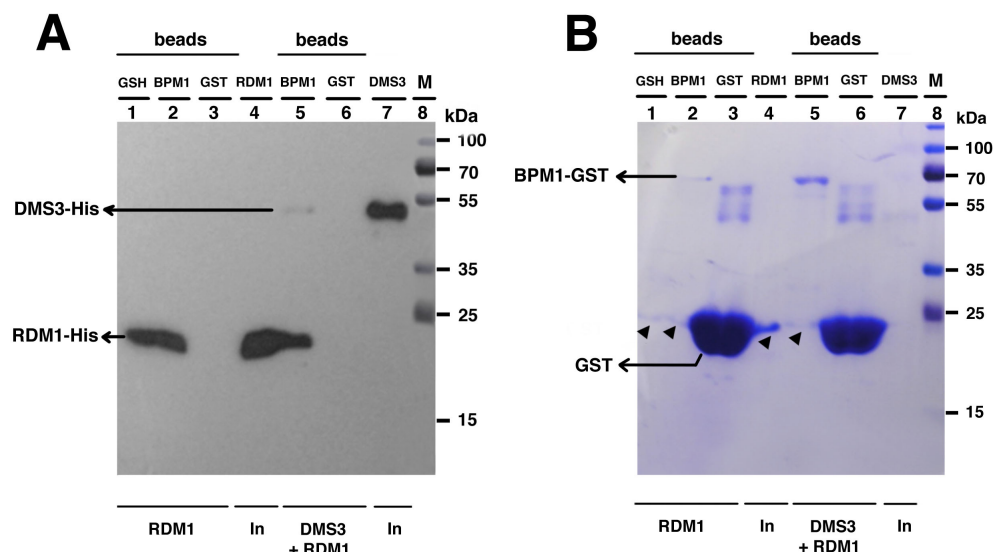 A
beads beads
GSH BPM1 GST RDM1 BPM1 GST DMS3 M
1 2 3 4 5 6 7 8 kDa
100
70
55
DMS3-His
35
25
RDM1-His
15
RDM1 In DMS3 In
+ RDM1
B
beads beads
GSH BPM1 GST RDM1 BPM1 GST DMS3 M
1 2 3 4 5 6 7 8 kDa
100
BPM1-GST
70
55
35
25
GST
15
RDM1 In DMS3 In
+ RDM1